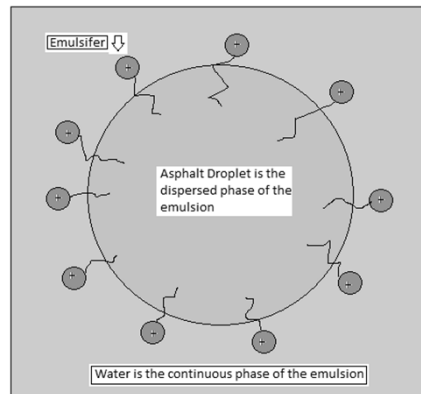 Emulsifer
+
+
+
+
+
+
+
+
+
+
Asphalt Droplet is the
dispersed phase of the
emulsion
Water is the continuous phase of the emulsion